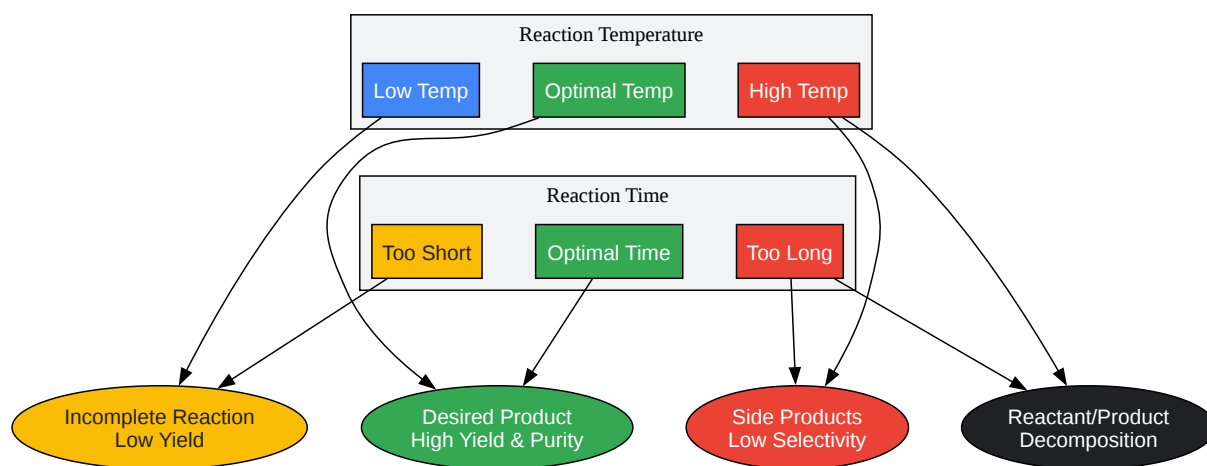 Reaction Temperature
Low Temp
Optimal Temp
High Temp
Reaction Time
Too Short
Optimal Time
Too Long
Incomplete Reaction
Low Yield
Desired Product
High Yield & Purity
Side Products
Low Selectivity
Reactant/Product
Decomposition